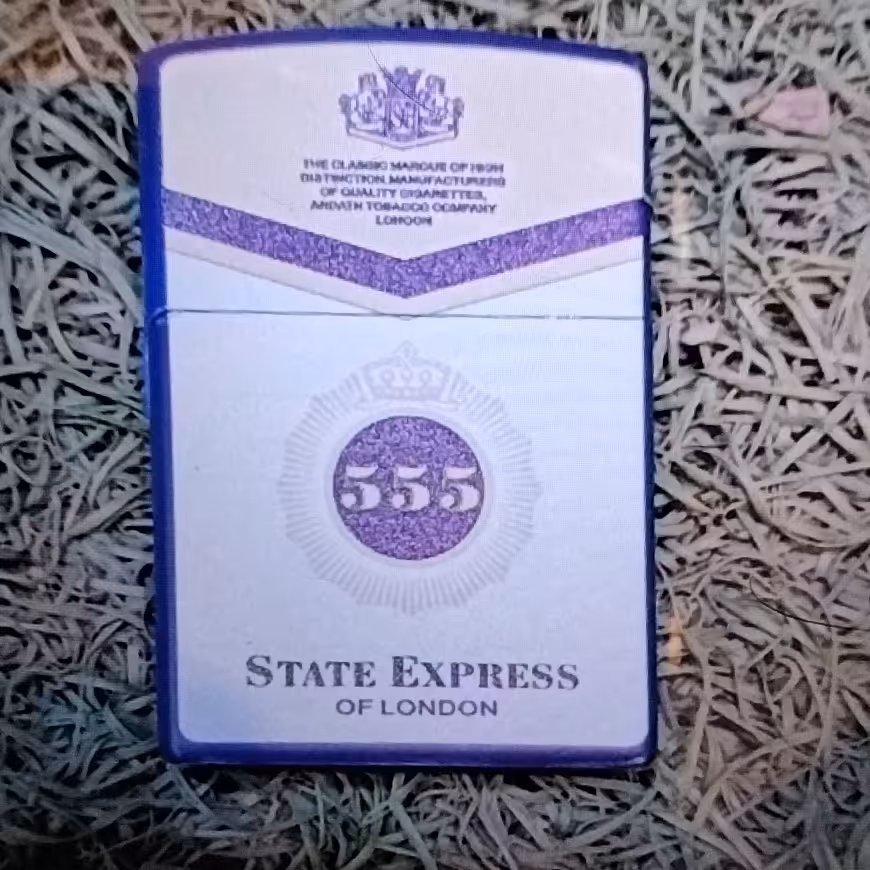 THE CLASSIC MARQUE OF HIGH
DISTINCTION, MANUFACTURERS
OF QUALITY CIGARETTES,
ARDATH TOBACCO COMPANY
LONDON
555
STATE EXPRESS
OF LONDON